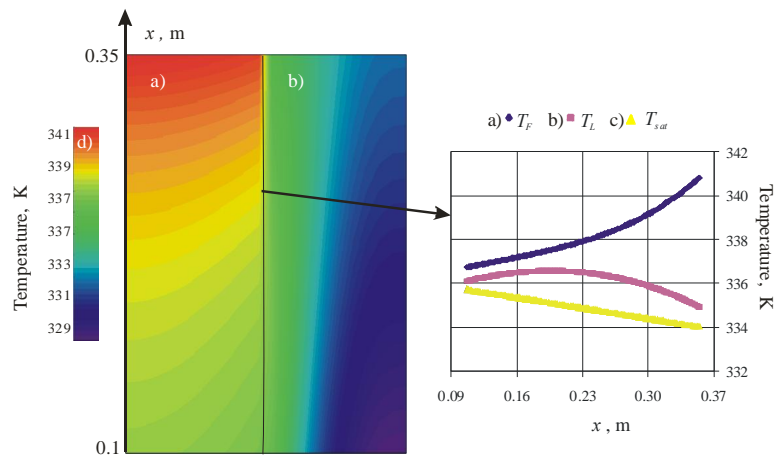 x, m
0.35
a)
b)
341
d)
339
337
335
333
331
329
Temperature, K
0.1
a) T_F b) T_L c) T_sat
342
340
338
336
334
332
Temperature, K
0.09 0.16 0.23 0.30 0.37
x, m